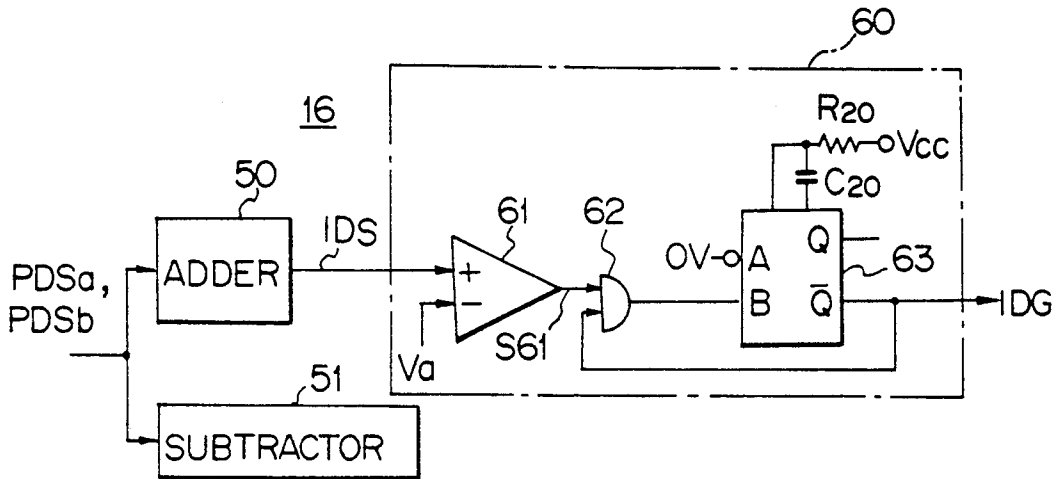 60
16
R20
Vcc
C20
50
IDS
61
62
PDSa,
PDSb
ADDER
+
−
0V
A
Q
63
B
Q̅
IDG
Va
S61
51
SUBTRACTOR